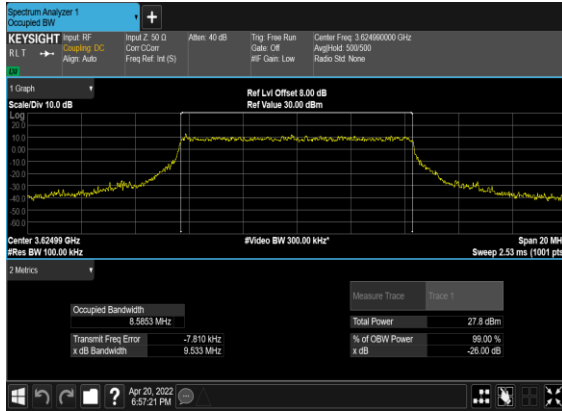 Spectrum Analyzer 1
Occupied BW
+
KEYSIGHT Input: RF Input Z: 50 Ω Atten: 40 dB Trig: Free Run Center Freq: 3.624990000 GHz
RLT Coupling: DC Corr CCorr Gate: Off Avg|Hold: 500/500
Align: Auto Freq Ref: Int (S) #IF Gain: Low Radio Std: None
LU
1 Graph
Ref Lvl Offset 8.00 dB
Scale/Div 10.0 dB Ref Value 30.00 dBm
Log
20.0
10.0
0.00
-10.0
-20.0
-30.0
-40.0
-50.0
-60.0
Center 3.62499 GHz #Video BW 300.00 kHz* Span 20 MH
#Res BW 100.00 kHz Sweep 2.53 ms (1001 pts
2 Metrics
Measure Trace Trace 1
Occupied Bandwidth
8.5853 MHz Total Power 27.8 dBm
Transmit Freq Error -7.810 kHz % of OBW Power 99.00 %
x dB Bandwidth 9.533 MHz x dB -26.00 dB
? Apr 20, 2022
6:57:21 PM